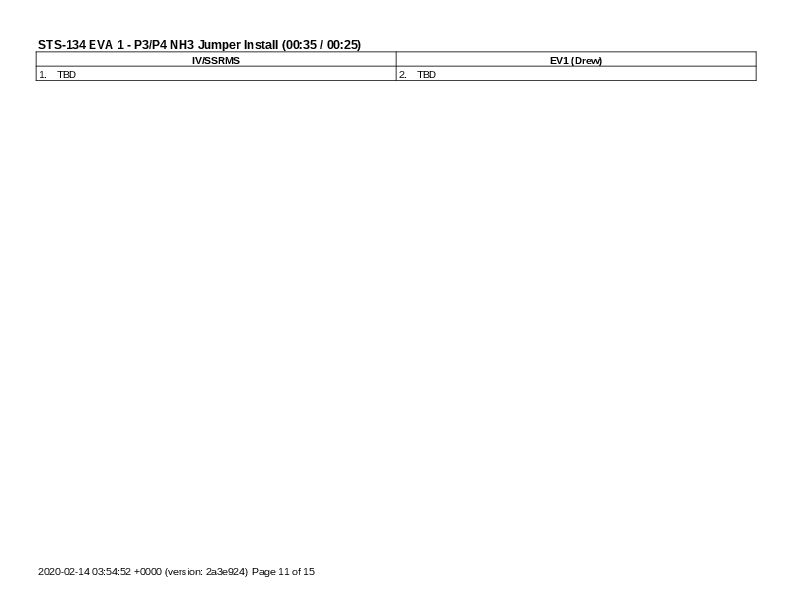 STS-134 EVA 1 - P3/P4 NH3 Jumper Install (00:35 / 00:25)
IV/SSRMS EV1 (Drew)
1. TBD 2. TBD
2020-02-14 03:54:52 +0000 (version: 2a3e924) Page 11 of 15